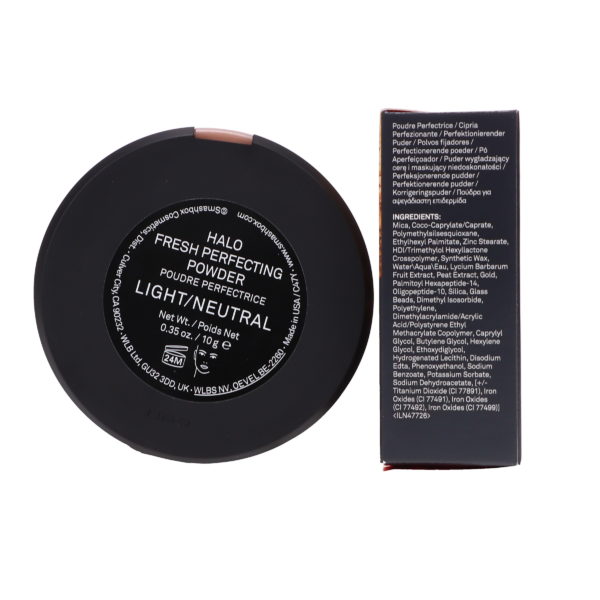 HALO
FRESH PERFECTING
POWDER
POUDRE PERFECTRICE
LIGHT/NEUTRAL
Net Wt. / Poids Net
0.35 oz. / 10 g ℮
24M
©Smashbox Cosmetics Dist. • Culver City, CA 90232 • WLB Ltd, GU32 3DD, UK • WLBS NV, OEVEL BE-2260 • Made in USA / C47Y • www.smashbox.com
Poudre Perfectrice / Cipria
Perfezionante / Perfektionierender
Puder / Polvos fijadores /
Perfectionerende poeder / Pó
Aperfeiçoador / Puder wygładzający
cerę i maskujący niedoskonałości /
Perfeksjonerende pudder /
Perfektionerende pudder /
Korrigeringspuder / Πούδρα για
αψεγάδιαστη επιδερμίδα
INGREDIENTS:
Mica, Coco-Caprylate/Caprate,
Polymethylsilsesquioxane,
Ethylhexyl Palmitate, Zinc Stearate,
HDI/Trimethylol Hexyllactone
Crosspolymer, Synthetic Wax,
Water\Aqua\Eau, Lycium Barbarum
Fruit Extract, Peat Extract, Gold,
Palmitoyl Hexapeptide-14,
Oligopeptide-10, Silica, Glass
Beads, Dimethyl Isosorbide,
Polyethylene,
Dimethylacrylamide/Acrylic
Acid/Polystyrene Ethyl
Methacrylate Copolymer, Caprylyl
Glycol, Butylene Glycol, Hexylene
Glycol, Ethoxydiglycol,
Hydrogenated Lecithin, Disodium
Edta, Phenoxyethanol, Sodium
Benzoate, Potassium Sorbate,
Sodium Dehydroacetate, [+/-
Titanium Dioxide (CI 77891), Iron
Oxides (CI 77491), Iron Oxides
(CI 77492), Iron Oxides (CI 77499)]
<ILN47726>